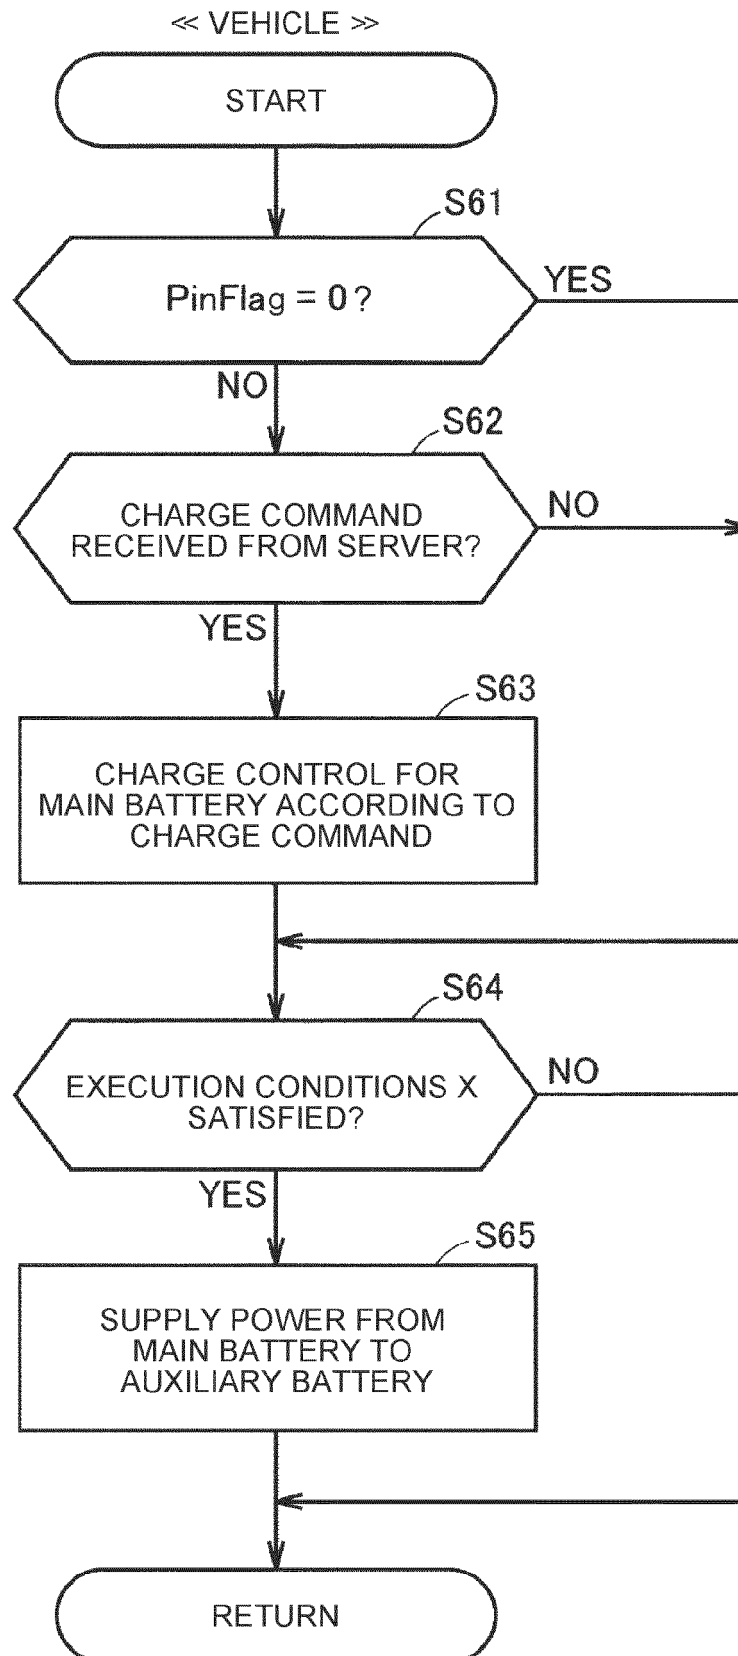 ≪ VEHICLE ≫
START
S61
PinFlag = 0?
YES
NO
S62
CHARGE COMMAND
RECEIVED FROM SERVER?
NO
YES
S63
CHARGE CONTROL FOR
MAIN BATTERY ACCORDING TO
CHARGE COMMAND
S64
EXECUTION CONDITIONS X
SATISFIED?
NO
YES
S65
SUPPLY POWER FROM
MAIN BATTERY TO
AUXILIARY BATTERY
RETURN